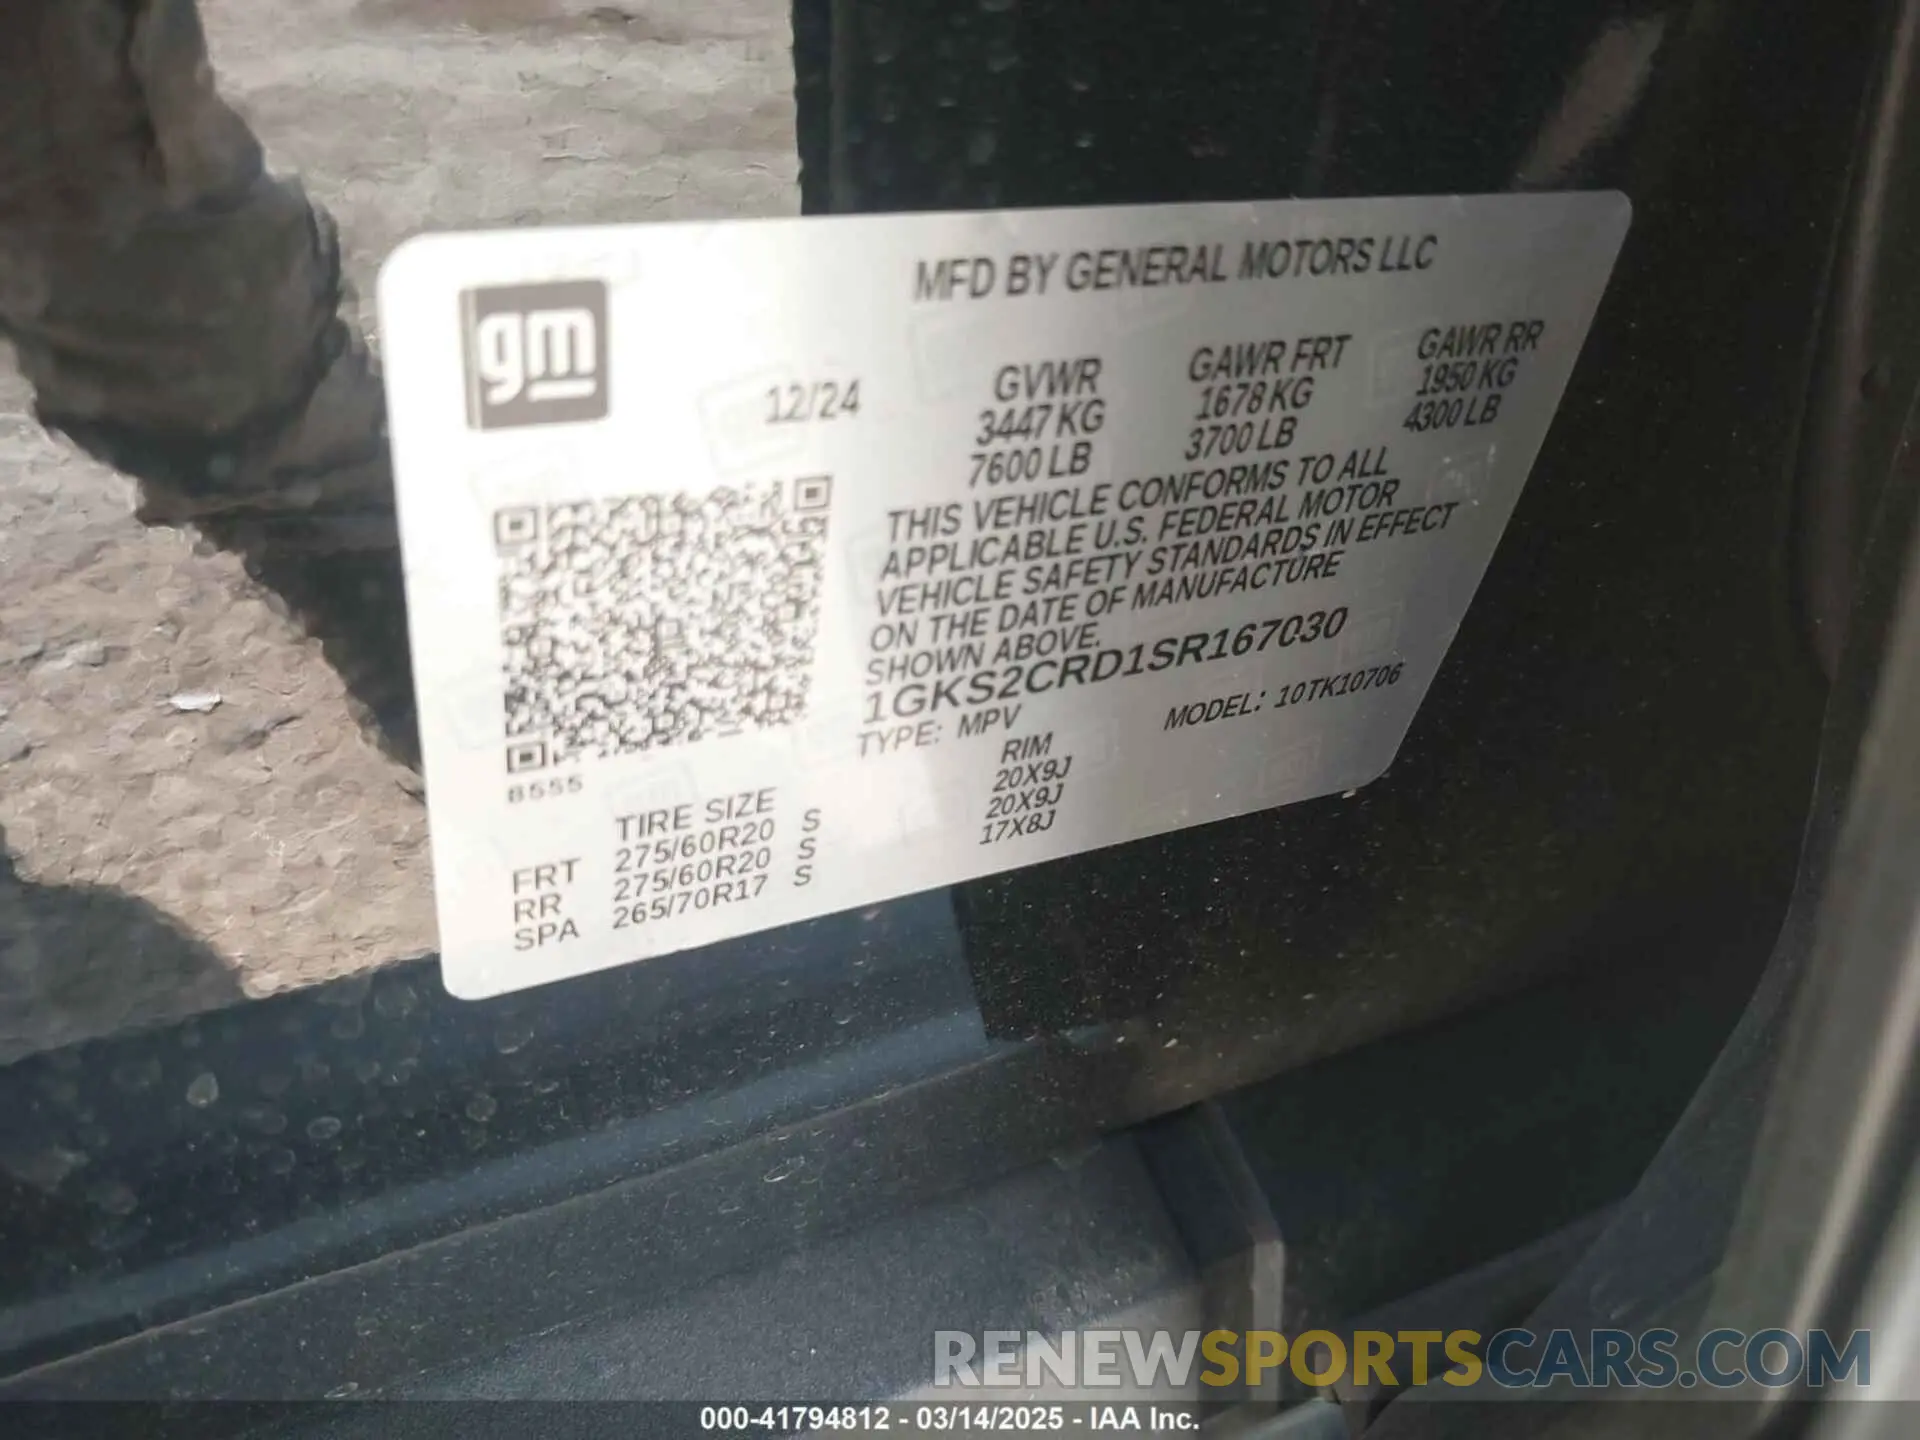 MFD BY GENERAL MOTORS LLC
gm
12/24
GVWR GAWR FRT GAWR RR
3447 KG 1678 KG 1950 KG
7600 LB 3700 LB 4300 LB
THIS VEHICLE CONFORMS TO ALL
APPLICABLE U.S. FEDERAL MOTOR
VEHICLE SAFETY STANDARDS IN EFFECT
ON THE DATE OF MANUFACTURE
SHOWN ABOVE.
1GKS2CRD1SR167030
TYPE: MPV MODEL: 10TK10706
8555
TIRE SIZE RIM
FRT 275/60R20 S 20X9J
RR 275/60R20 S 20X9J
SPA 265/70R17 S 17X8J
RENEWSPORTSCARS.COM
000-41794812 - 03/14/2025 - IAA Inc.